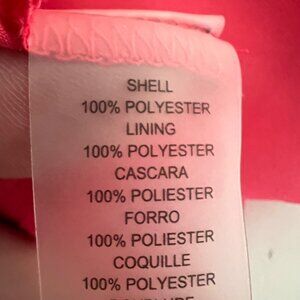 SHELL
100% POLYESTER
LINING
100% POLYESTER
CASCARA
100% POLIESTER
FORRO
100% POLIESTER
COQUILLE
100% POLYESTER